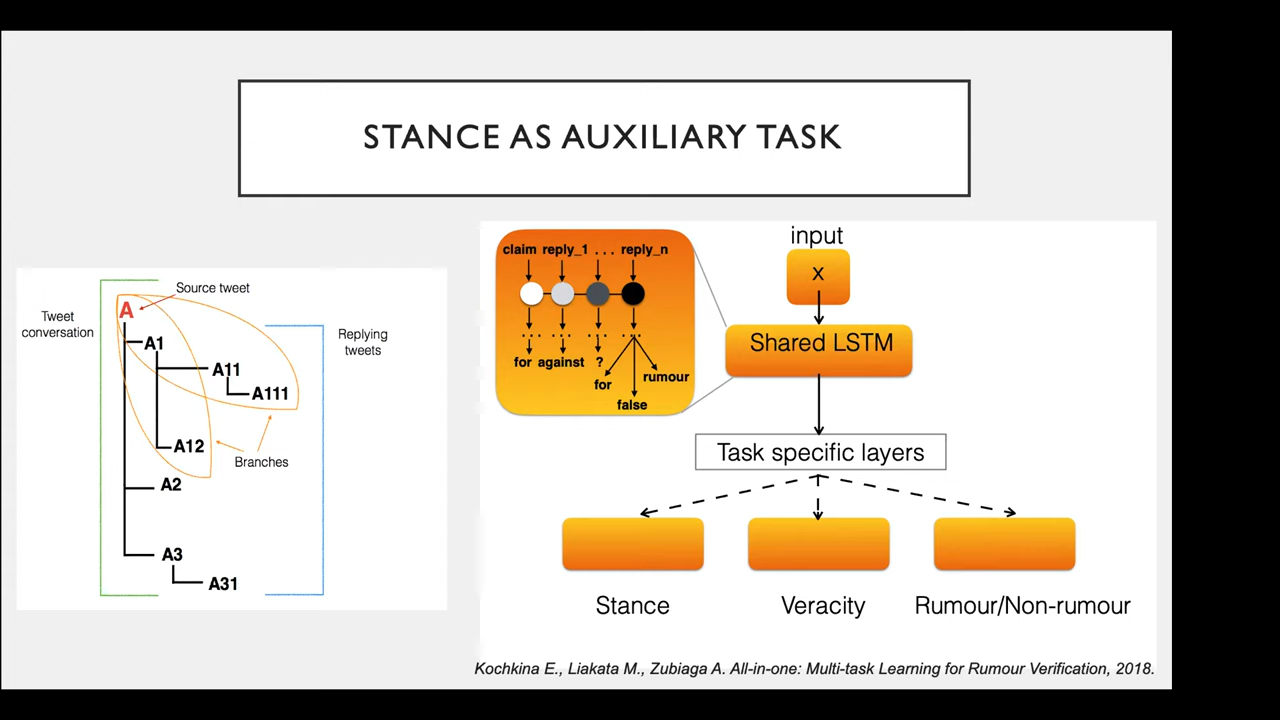 STANCE AS AUXILIARY TASK
Source tweet
Tweet
conversation
A
A1
A11
A111
A12
A2
A3
A31
Replying
tweets
Branches
claim reply_1 ... reply_n
... ... ... ...
for against ?
for
rumour
false
input
x
Shared LSTM
Task specific layers
Stance
Veracity
Rumour/Non-rumour
Kochkina E., Liakata M., Zubiaga A. All-in-one: Multi-task Learning for Rumour Verification, 2018.